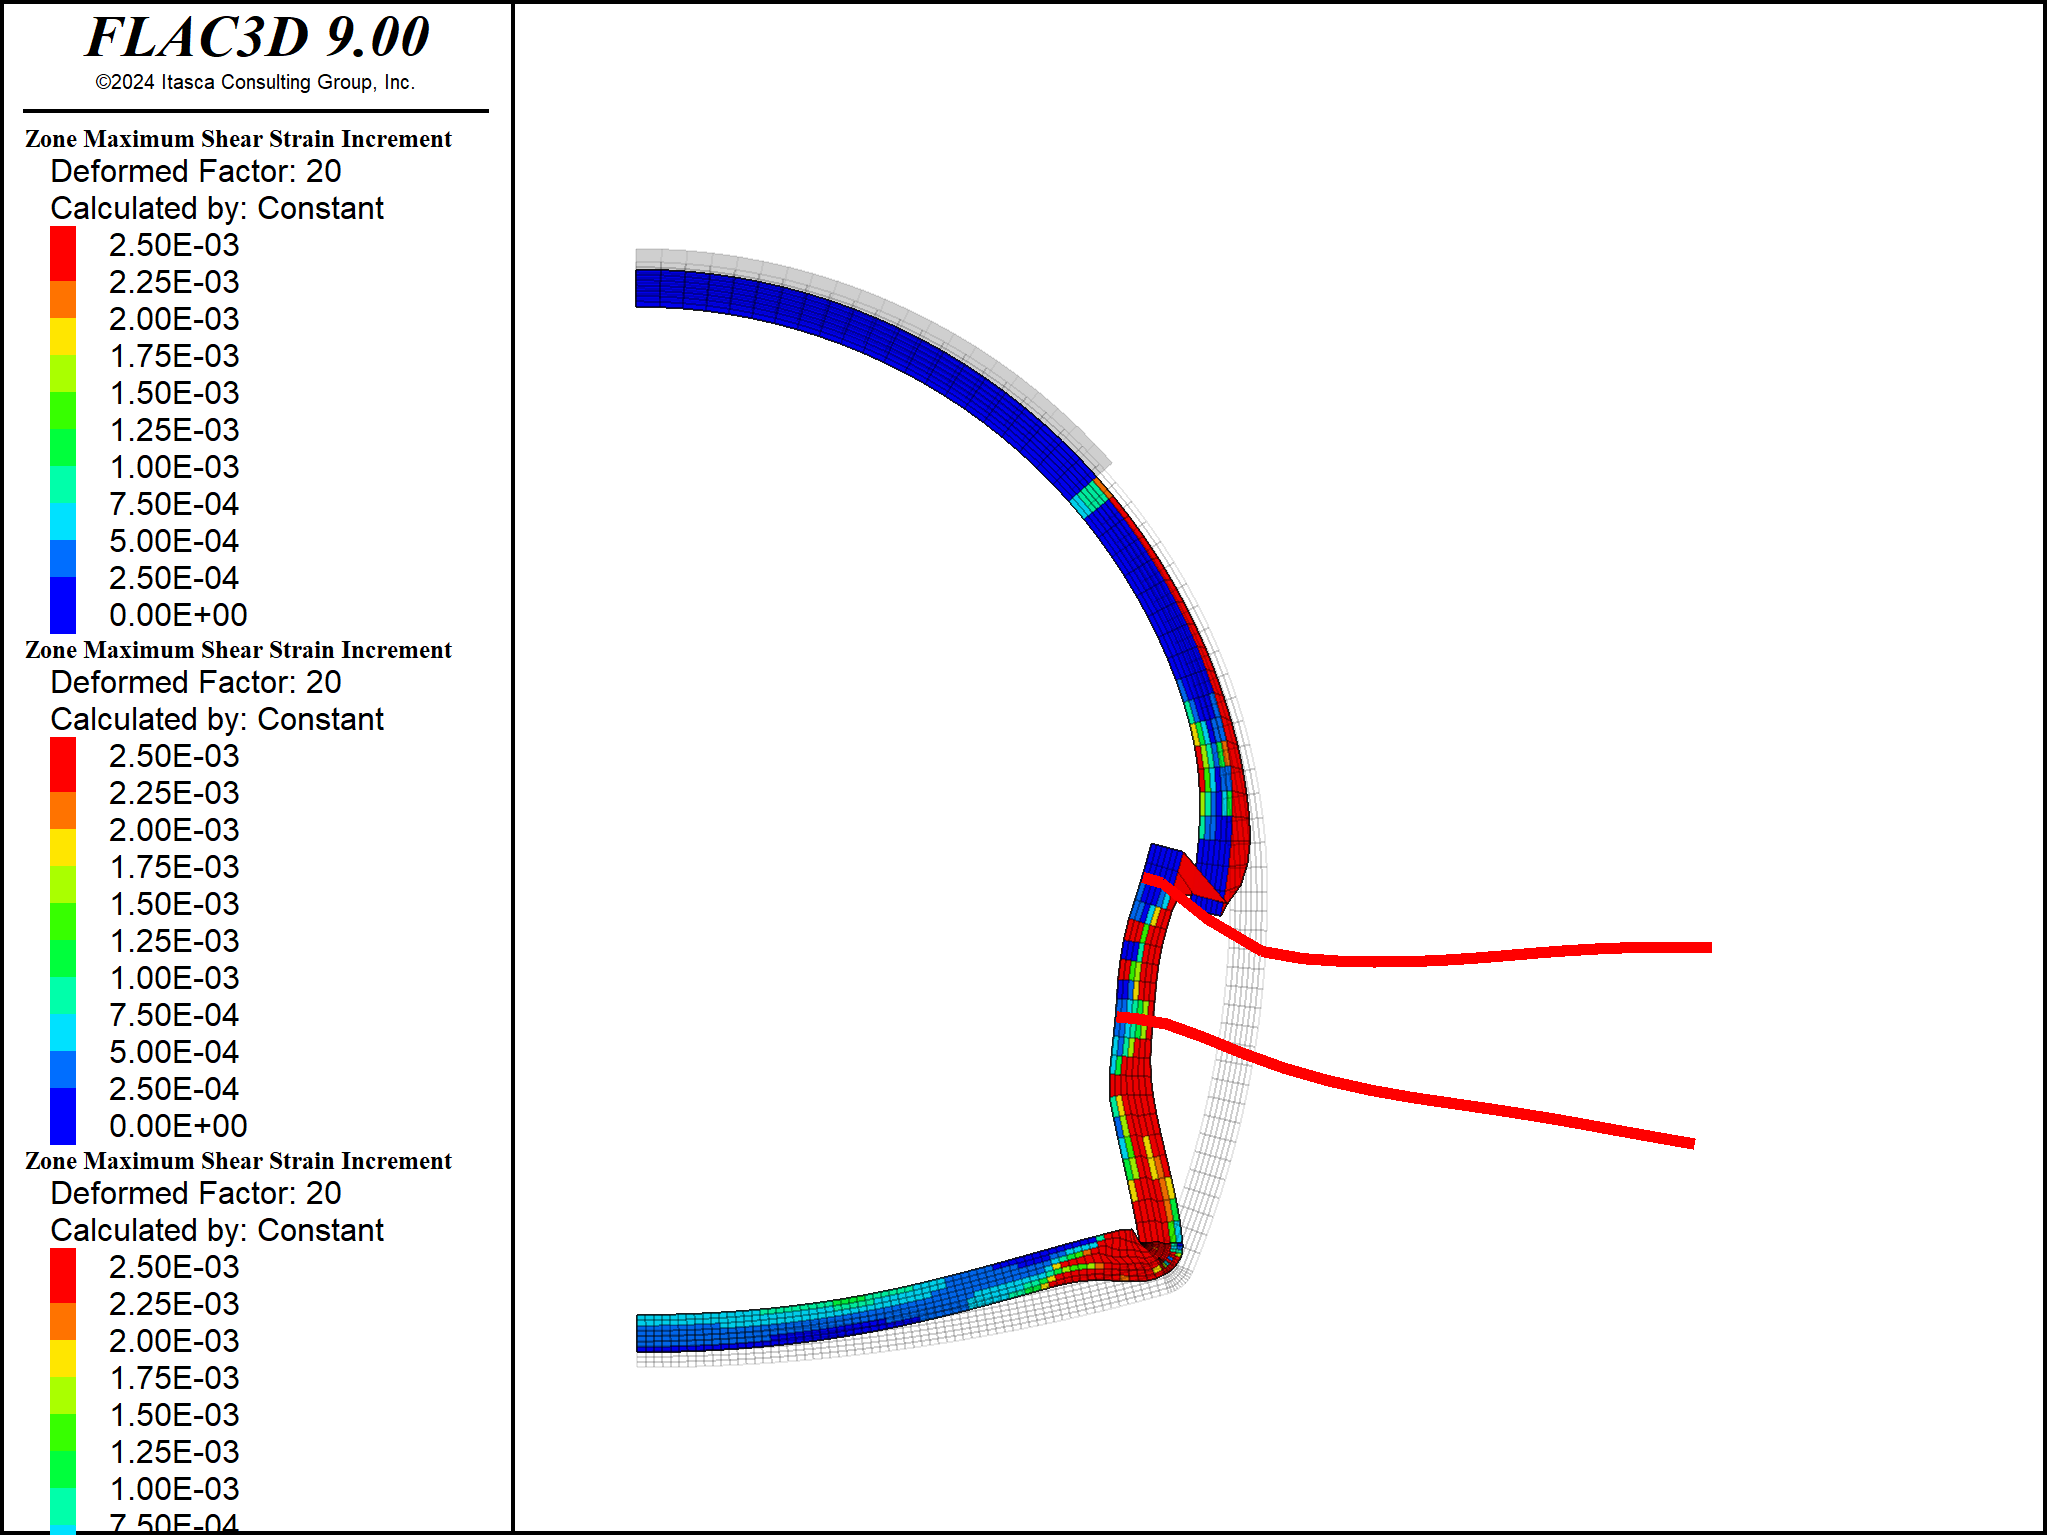 FLAC3D 9.00
©2024 Itasca Consulting Group, Inc.
Zone Maximum Shear Strain Increment
Deformed Factor: 20
Calculated by: Constant
2.50E-03
2.25E-03
2.00E-03
1.75E-03
1.50E-03
1.25E-03
1.00E-03
7.50E-04
5.00E-04
2.50E-04
0.00E+00
Zone Maximum Shear Strain Increment
Deformed Factor: 20
Calculated by: Constant
2.50E-03
2.25E-03
2.00E-03
1.75E-03
1.50E-03
1.25E-03
1.00E-03
7.50E-04
5.00E-04
2.50E-04
0.00E+00
Zone Maximum Shear Strain Increment
Deformed Factor: 20
Calculated by: Constant
2.50E-03
2.25E-03
2.00E-03
1.75E-03
1.50E-03
1.25E-03
1.00E-03
7.50E-04